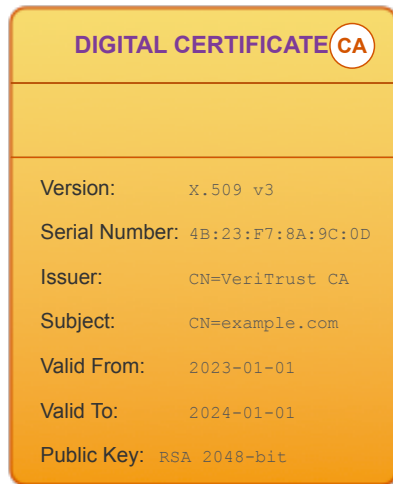 DIGITAL CERTIFICATE CA
Version: X.509 v3
Serial Number: 4B:23:F7:8A:9C:0D
Issuer: CN=VeriTrust CA
Subject: CN=example.com
Valid From: 2023-01-01
Valid To: 2024-01-01
Public Key: RSA 2048-bit